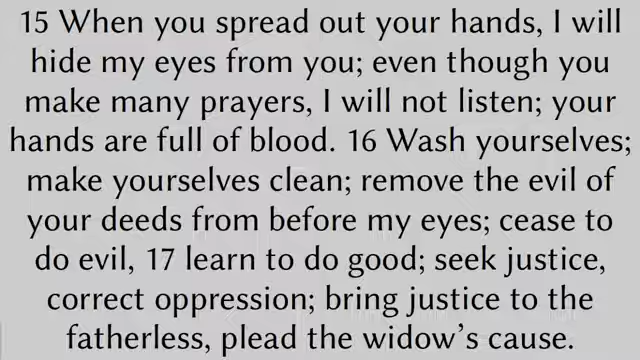 15 When you spread out your hands, I will
hide my eyes from you; even though you
make many prayers, I will not listen; your
hands are full of blood. 16 Wash yourselves;
make yourselves clean; remove the evil of
your deeds from before my eyes; cease to
do evil, 17 learn to do good; seek justice,
correct oppression; bring justice to the
fatherless, plead the widow’s cause.